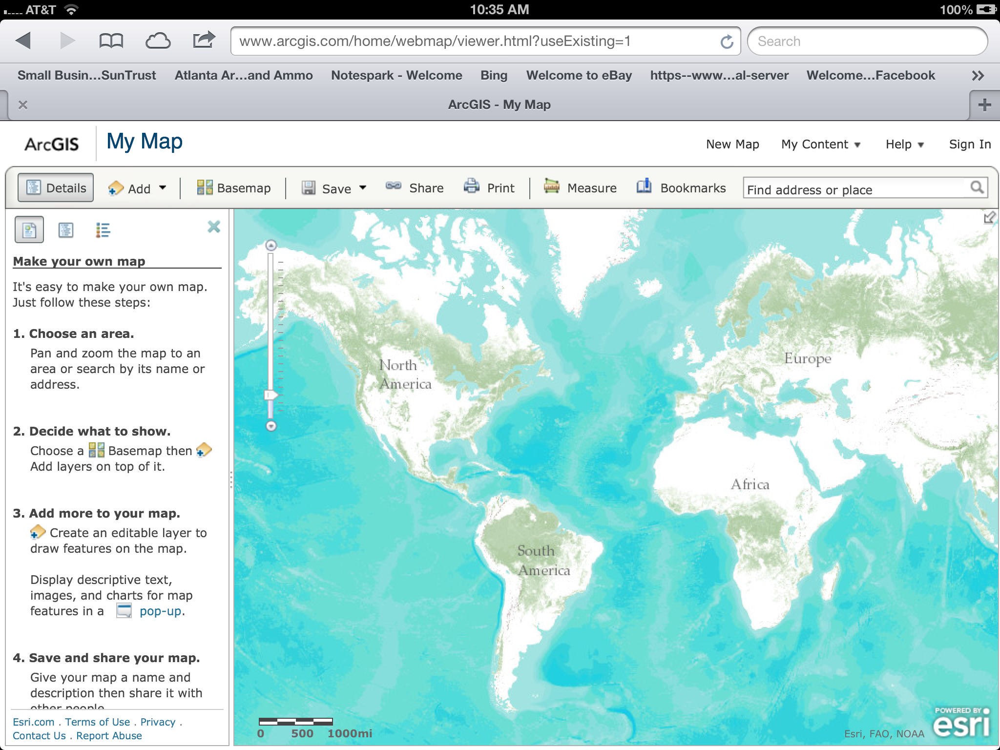 AT&T 10:35 AM 100%
www.arcgis.com/home/webmap/viewer.html?useExisting=1 Search
Small Busin...SunTrust Atlanta Ar...and Ammo Notespark - Welcome Bing Welcome to eBay https--www...al-server Welcome...Facebook
ArcGIS - My Map
ArcGIS My Map New Map My Content Help Sign In
Details Add Basemap Save Share Print Measure Bookmarks Find address or place
Make your own map
It's easy to make your own map.
Just follow these steps:
1. Choose an area.
Pan and zoom the map to an
area or search by its name or
address.
2. Decide what to show.
Choose a Basemap then
Add layers on top of it.
3. Add more to your map.
Create an editable layer to
draw features on the map.
Display descriptive text,
images, and charts for map
features in a pop-up.
4. Save and share your map.
Give your map a name and
description then share it with
other people
Esri.com . Terms of Use . Privacy .
Contact Us . Report Abuse
North
America
Europe
Africa
South
America
0 500 1000mi
Esri, FAO, NOAA
POWERED BY
esri